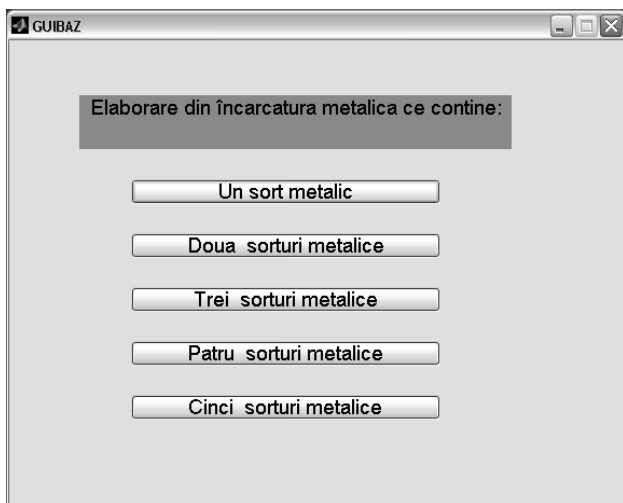 GUIBAZ
Elaborare din încarcatura metalica ce contine:
Un sort metalic
Doua sorturi metalice
Trei sorturi metalice
Patru sorturi metalice
Cinci sorturi metalice